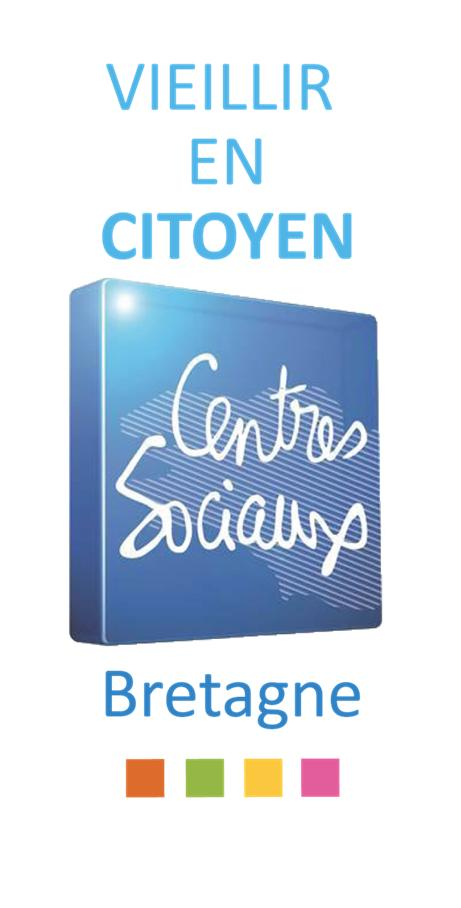 VIEILLIR
EN
CITOYEN
Centres
Sociaux
Bretagne